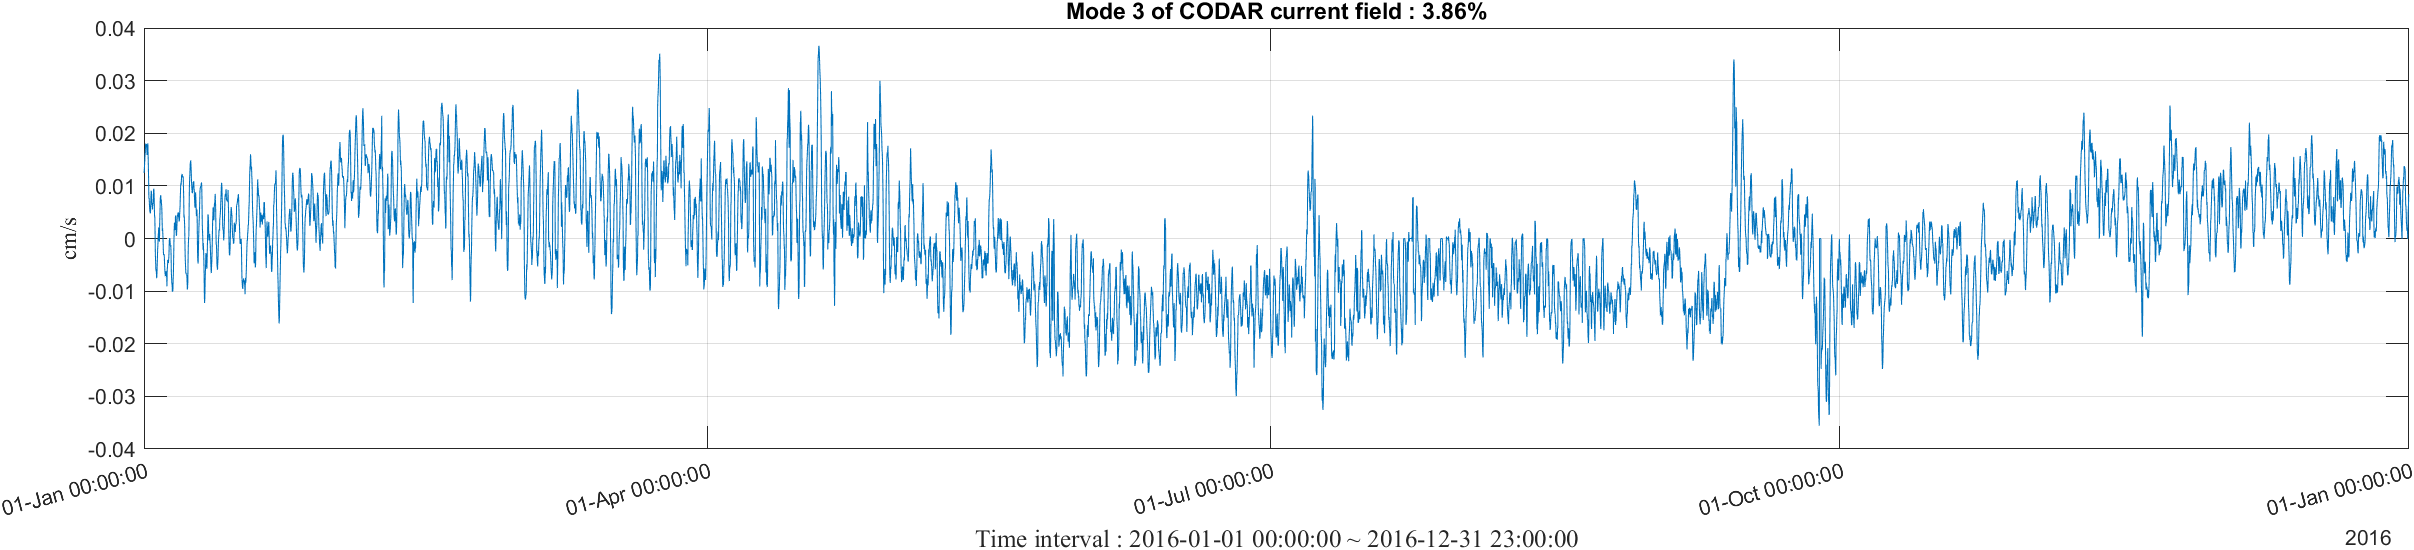 Mode 3 of CODAR current field : 3.86%
0.04
0.03
0.02
0.01
0
-0.01
-0.02
-0.03
-0.04
cm/s
01-Jan 00:00:00
01-Apr 00:00:00
01-Jul 00:00:00
01-Oct 00:00:00
01-Jan 00:00:00
Time interval : 2016-01-01 00:00:00 ~ 2016-12-31 23:00:00
2016